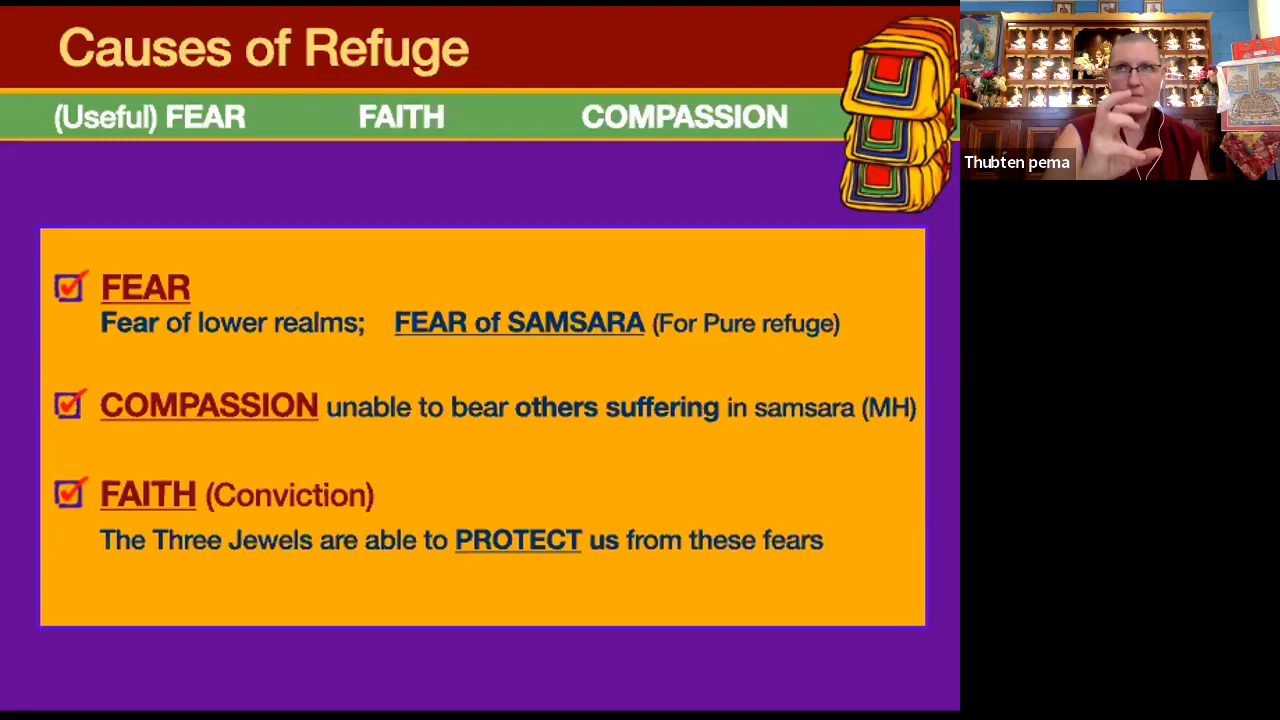 Causes of Refuge
(Useful) FEAR FAITH COMPASSION
FEAR
Fear of lower realms; FEAR of SAMSARA (For Pure refuge)
COMPASSION unable to bear others suffering in samsara (MH)
FAITH (Conviction)
The Three Jewels are able to PROTECT us from these fears
Thubten pema